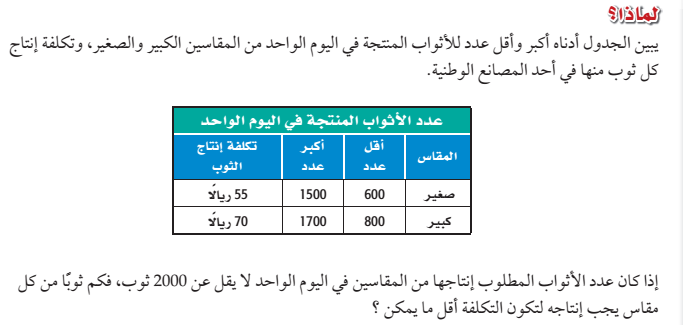 لماذا؟
يبين الجدول أدناه أكبر وأقل عدد للأثواب المنتجة في اليوم الواحد من المقاسين الكبير والصغير، وتكلفة إنتاج
كل ثوب منها في أحد المصانع الوطنية.
عدد الأثواب المنتجة في اليوم الواحد
المقاس أقل عدد أكبر عدد تكلفة إنتاج الثوب
صغير 600 1500 55 ريالًا
كبير 800 1700 70 ريالًا
إذا كان عدد الأثواب المطلوب إنتاجها من المقاسين في اليوم الواحد لا يقل عن 2000 ثوب، فكم ثوبًا من كل
مقاس يجب إنتاجه لتكون التكلفة أقل ما يمكن ؟